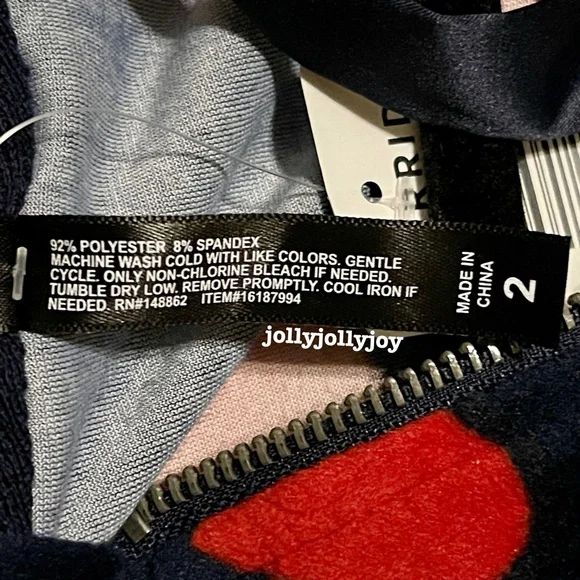 RRID
92% POLYESTER 8% SPANDEX
MACHINE WASH COLD WITH LIKE COLORS. GENTLE
CYCLE. ONLY NON-CHLORINE BLEACH IF NEEDED.
TUMBLE DRY LOW. REMOVE PROMPTLY. COOL IRON IF
NEEDED. RN#148862 ITEM#16187994
MADE IN
CHINA
2
jollyjollyjoy